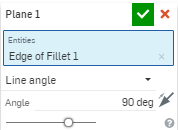 Plane 1
Entities
Edge of Fillet 1
Line angle
Angle 90 deg